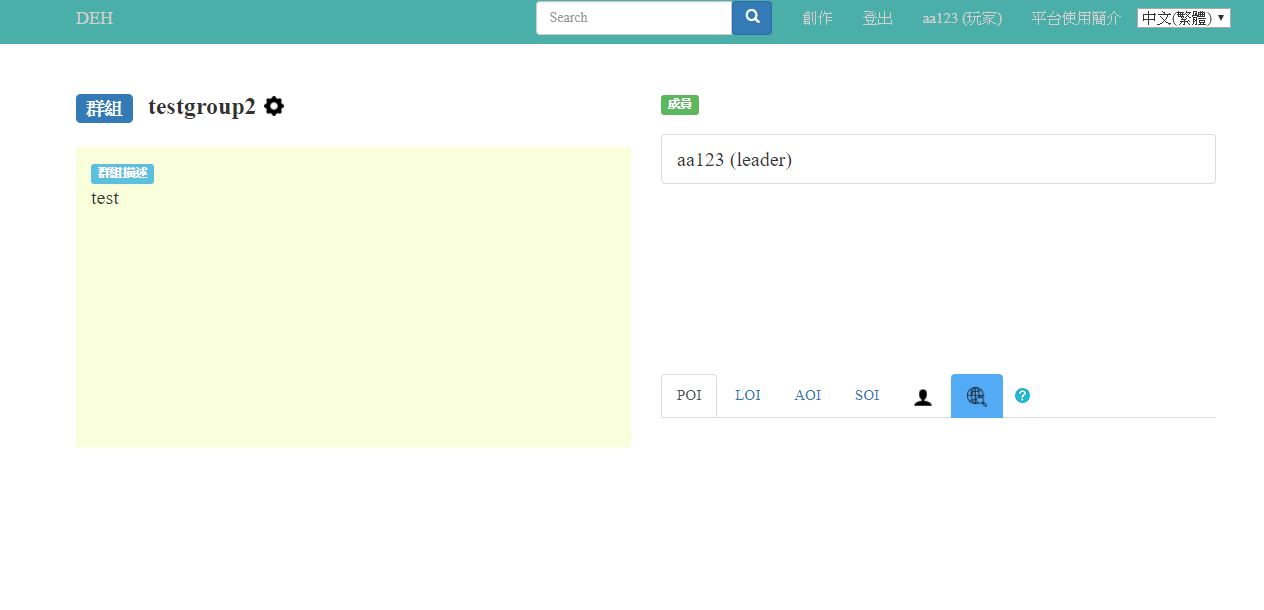 DEH Search 創作 登出 aa123 (玩家) 平台使用簡介 中文(繁體)
群組 testgroup2
群組描述
test
成員
aa123 (leader)
POI LOI AOI SOI ?